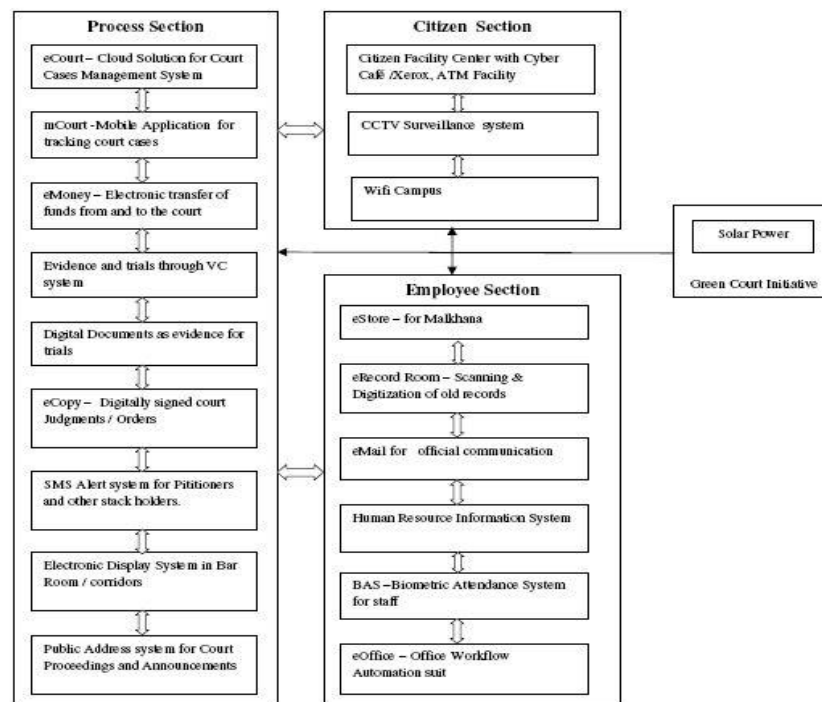 Process Section
eCourt – Cloud Solution for Court
Cases Management System
mCourt -Mobile Application for
tracking court cases
eMoney – Electronic transfer of
funds from and to the court
Evidence and trials through VC
system
Digital Documents as evidence for
trials
eCopy – Digitally signed court
Judgments / Orders
SMS Alert system for Pititioners
and other stack holders.
Electronic Display System in Bar
Room / corridors
Public Address system for Court
Proceedings and Announcements
Citizen Section
Citizen Facility Center with Cyber
Café /Xerox, ATM Facility
CCTV Surveillance system
Wifi Campus
Employee Section
eStore – for Malkhana
eRecord Room – Scanning &
Digitization of old records
eMail for official communication
Human Resource Information System
BAS –Biometric Attendance System
for staff
eOffice – Office Workflow
Automation suit
Solar Power
Green Court Initiative